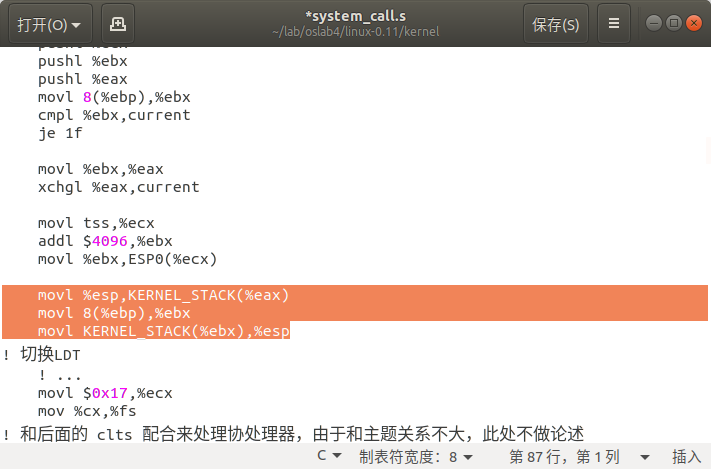 打开(O)
*system_call.s
~/lab/oslab4/linux-0.11/kernel
保存(S)
pushl %ebx
pushl %eax
movl 8(%ebp),%ebx
cmpl %ebx,current
je 1f
movl %ebx,%eax
xchgl %eax,current
movl tss,%ecx
addl $4096,%ebx
movl %ebx,ESP0(%ecx)
movl %esp,KERNEL_STACK(%eax)
movl 8(%ebp),%ebx
movl KERNEL_STACK(%ebx),%esp
! 切换LDT
! ...
movl $0x17,%ecx
mov %cx,%fs
! 和后面的 clts 配合来处理协处理器，由于和主题关系不大，此处不做论述
C 制表符宽度：8 第 87 行，第 1 列 插入